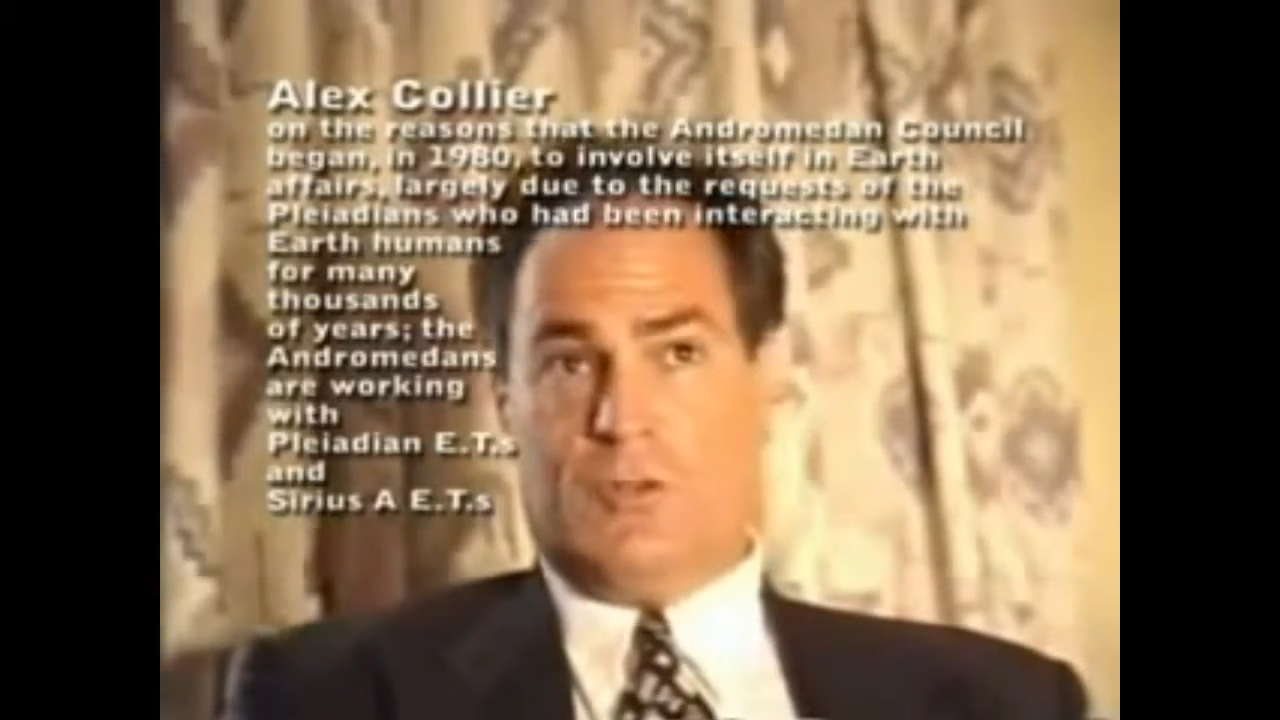 Alex Collier
on the reasons that the Andromedan Council
began, in 1980, to involve itself in Earth
affairs, largely due to the requests of the
Pleiadians who had been interacting with
Earth humans
for many
thousands
of years; the
Andromedans
are working
with
Pleiadian E.T.s
and
Sirius A E.T.s